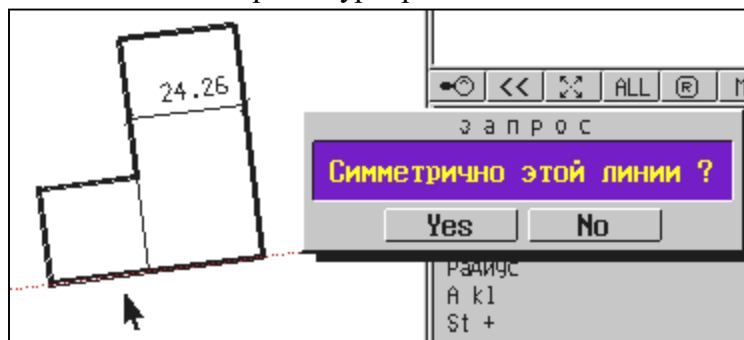 24.26
<< ALL ®
запрос
Симметрично этой линии ?
Yes No
Радиус
A kl
St +